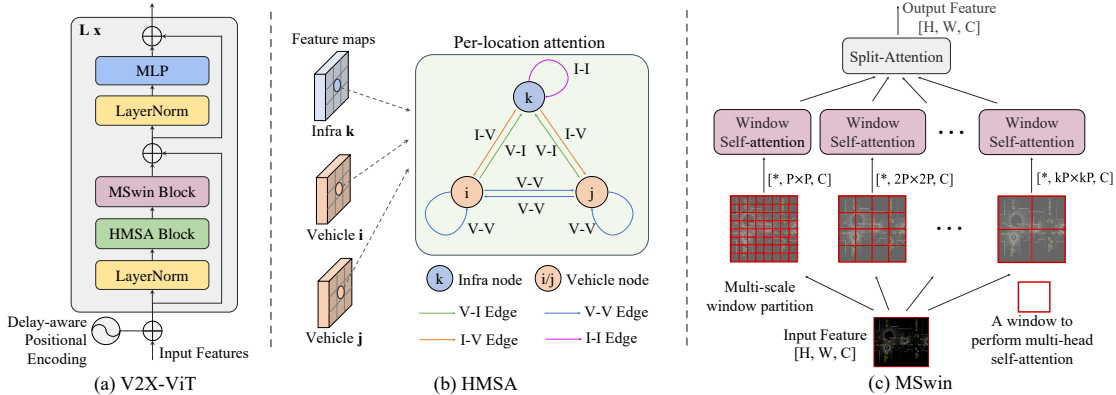 L x
MLP
LayerNorm
MSwin Block
HMSA Block
LayerNorm
Delay-aware
Positional
Encoding
Input Features
(a) V2X-ViT
Feature maps
Infra k
Vehicle i
Vehicle j
Per-location attention
I-I
k
I-V
I-V
V-I
V-I
i
V-V
V-V
j
V-V
V-V
k
Infra node
i/j
Vehicle node
V-I Edge
V-V Edge
I-V Edge
I-I Edge
(b) HMSA
Output Feature
[H, W, C]
Split-Attention
Window
Self-attention
Window
Self-attention
• • •
Window
Self-attention
[*, P×P, C]
[*, 2P×2P, C]
[*, kP×kP, C]
• • •
Multi-scale
window partition
Input Feature
[H, W, C]
A window to
perform multi-head
self-attention
(c) MSwin